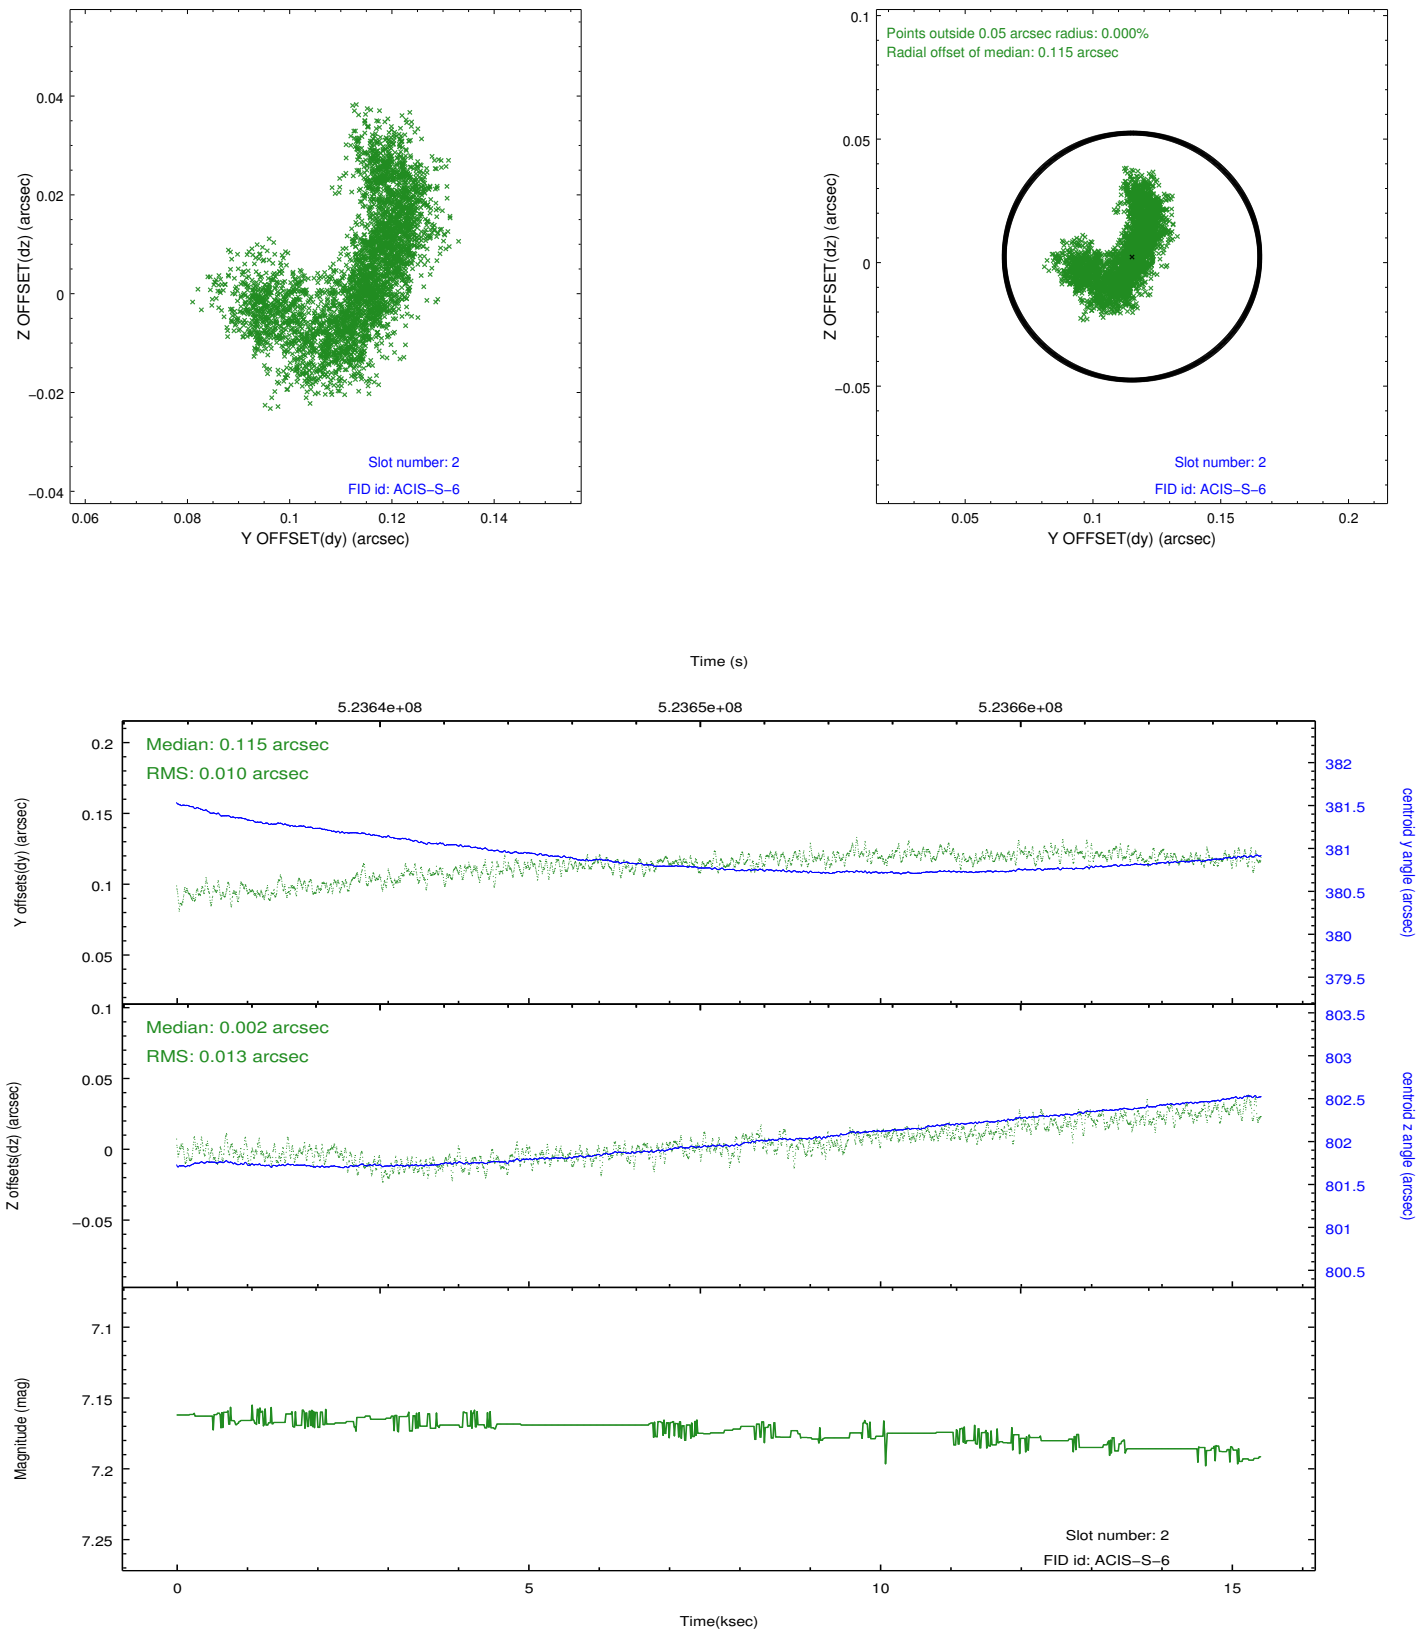 0.04
0.02
0
−0.02
−0.04
Z OFFSET(dz) (arcsec)
Slot number: 2
FID id: ACIS−S−6
0.06 0.08 0.1 0.12 0.14
Y OFFSET(dy) (arcsec)
Points outside 0.05 arcsec radius: 0.000%
Radial offset of median: 0.115 arcsec
0.1
0.05
0
−0.05
Z OFFSET(dz) (arcsec)
Slot number: 2
FID id: ACIS−S−6
0.05 0.1 0.15 0.2
Y OFFSET(dy) (arcsec)
Time (s)
5.2364e+08 5.2365e+08 5.2366e+08
Median: 0.115 arcsec
RMS: 0.010 arcsec
0.2
0.15
0.1
0.05
Y offsets(dy) (arcsec)
382
381.5
381
380.5
380
379.5
centroid y angle (arcsec)
Median: 0.002 arcsec
RMS: 0.013 arcsec
0.1
0.05
0
−0.05
Z offsets(dz) (arcsec)
803.5
803
802.5
802
801.5
801
800.5
centroid z angle (arcsec)
7.1
7.15
7.2
7.25
Magnitude (mag)
Slot number: 2
FID id: ACIS−S−6
0 5 10 15
Time(ksec)